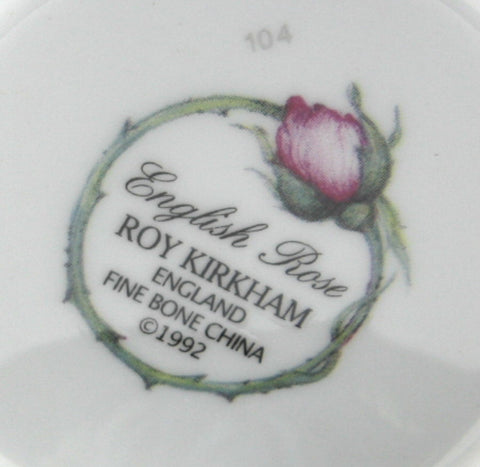 104
English Rose
ROY KIRKHAM
ENGLAND
FINE BONE CHINA
©1992